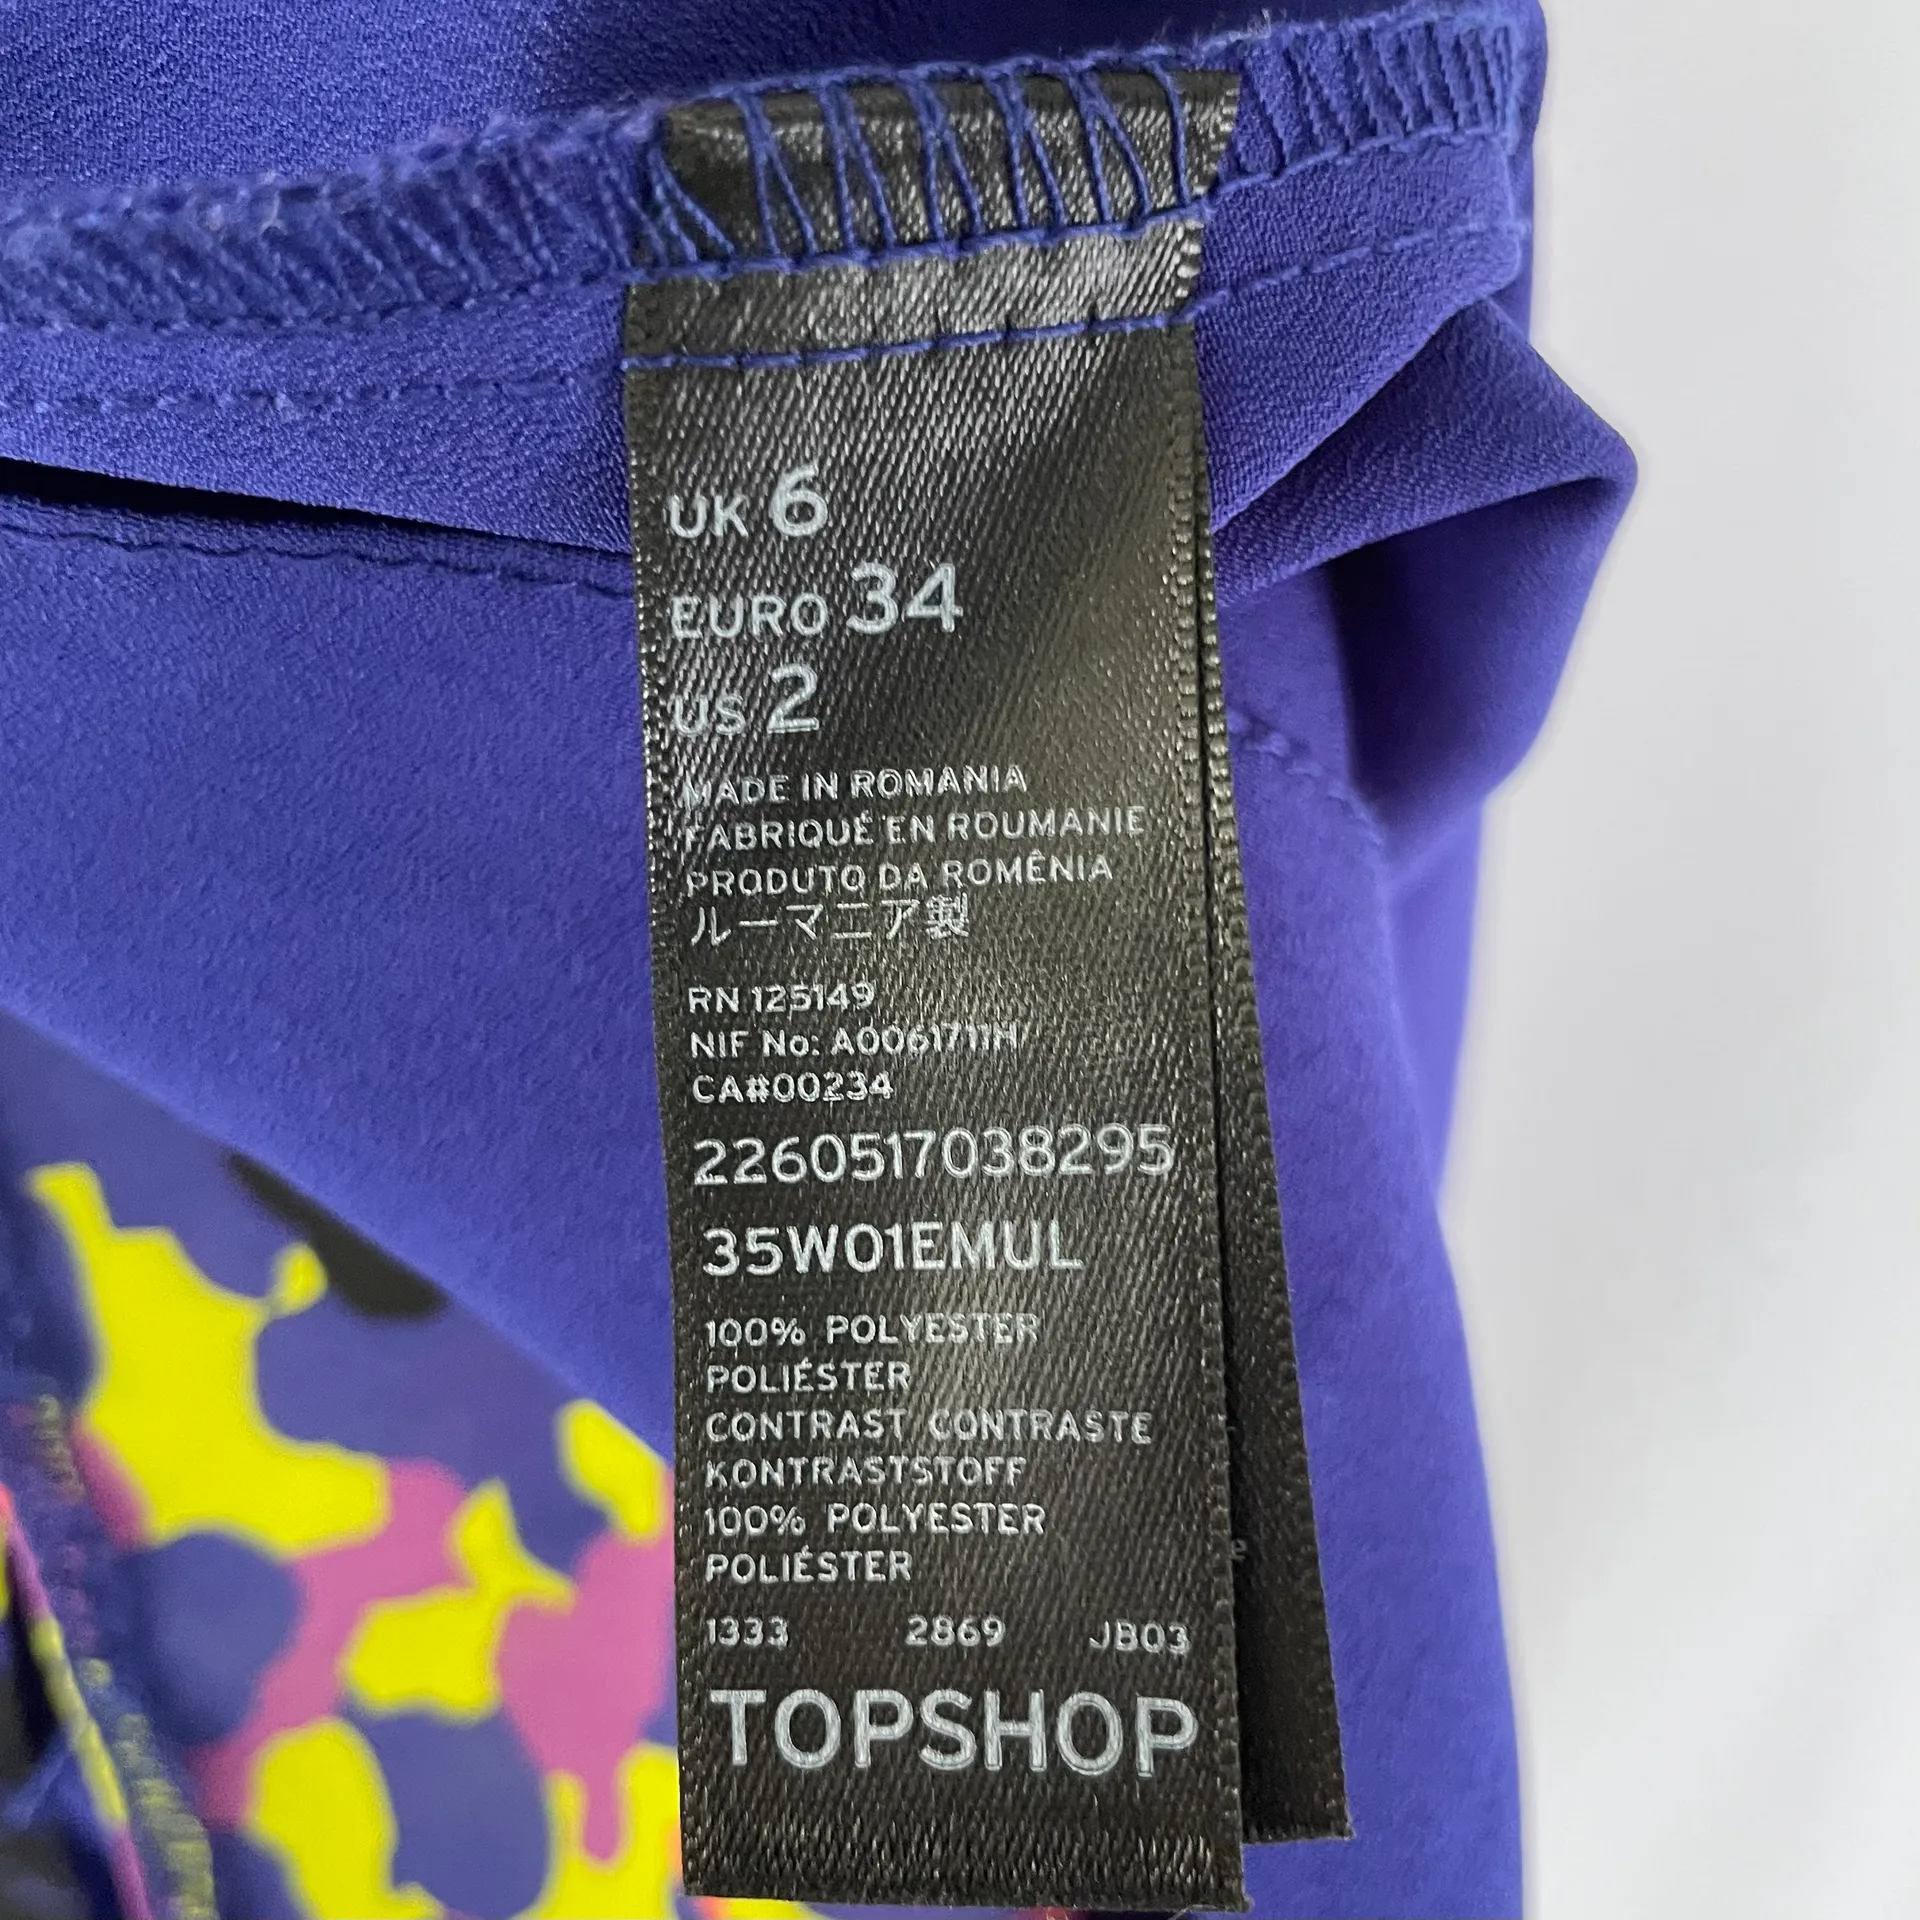 UK 6
EURO 34
US 2
MADE IN ROMANIA
FABRIQUÉ EN ROUMANIE
PRODUTO DA ROMÊNIA
ルーマニア製
RN 125149
NIF No: A0061711H
CA#00234
2260517038295
35W01EMUL
100% POLYESTER
POLIÉSTER
CONTRAST CONTRASTE
KONTRASTSTOFF
100% POLYESTER
POLIÉSTER
1333 2869 JB03
TOPSHOP